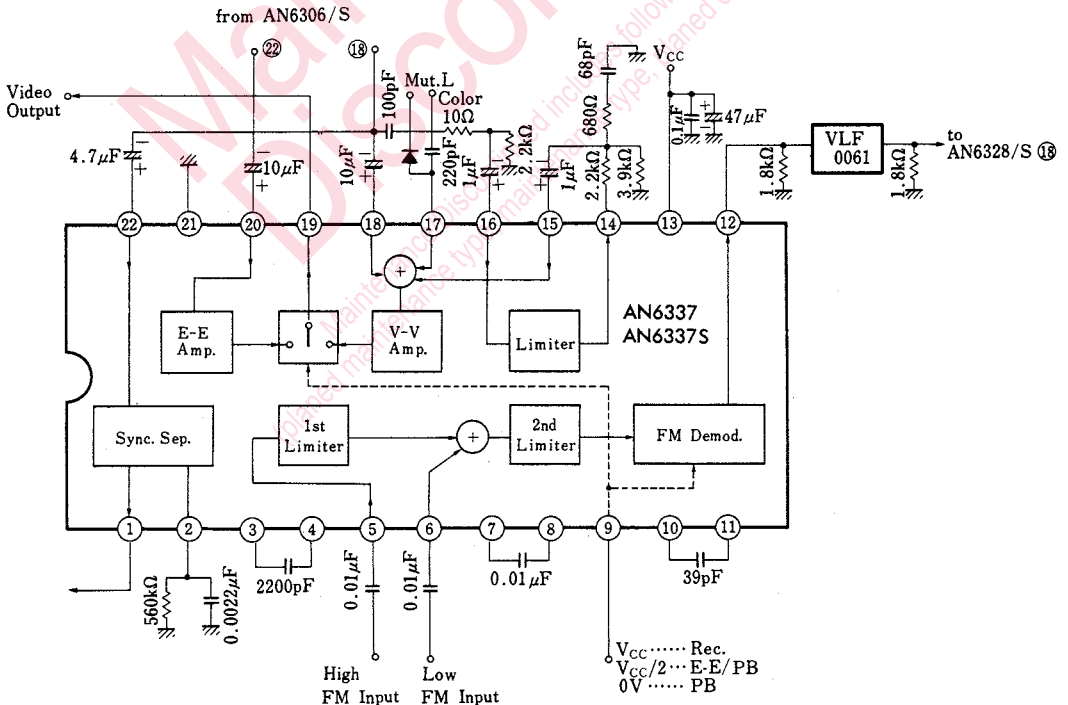 from AN6306/S
㉒
⑱
Video
Output
4.7μF
10μF
10μF
100pF
Mut.L
Color
220pF
10Ω
1μF
2.2kΩ
1μF
68pF
680Ω
2.2kΩ
3.9kΩ
VCC
0.1μF
47μF
1.8kΩ
VLF
0061
1.8kΩ
to
AN6328/S ⑱
22
21
20
19
18
17
16
15
14
13
12
E-E
Amp.
+
V-V
Amp.
Limiter
AN6337
AN6337S
Sync. Sep.
1st
Limiter
+
2nd
Limiter
FM Demod.
1
2
3
4
5
6
7
8
9
10
11
560kΩ
0.0022μF
2200pF
0.01μF
0.01μF
0.01μF
39pF
High
FM Input
Low
FM Input
VCC ······ Rec.
VCC/2 ··· E-E/PB
0V ······ PB